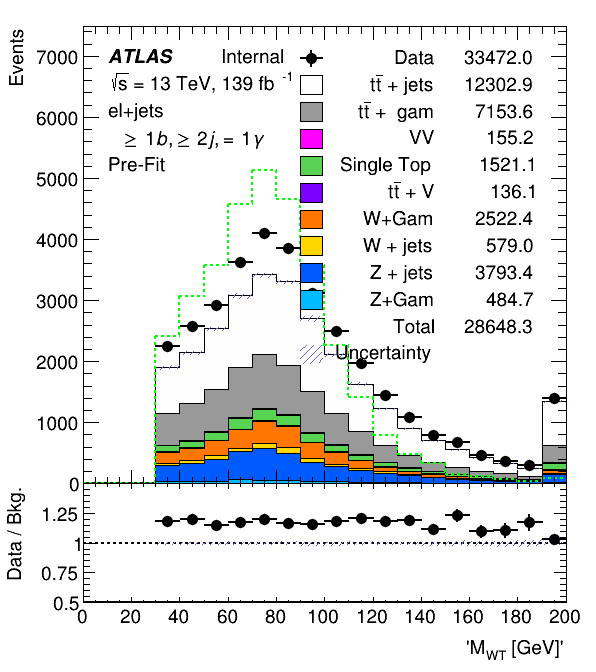 Events
7000
6000
5000
4000
3000
2000
1000
0
ATLAS Internal
√s = 13 TeV, 139 fb⁻¹
el+jets
≥ 1b, ≥ 2j, = 1γ
Pre-Fit
Data 33472.0
tt̄ + jets 12302.9
tt̄ + gam 7153.6
VV 155.2
Single Top 1521.1
tt̄ + V 136.1
W+Gam 2522.4
W + jets 579.0
Z + jets 3793.4
Z+Gam 484.7
Total 28648.3
Uncertainty
Data / Bkg.
1.25
1
0.75
0.5
0 20 40 60 80 100 120 140 160 180 200
'M_WT [GeV]'